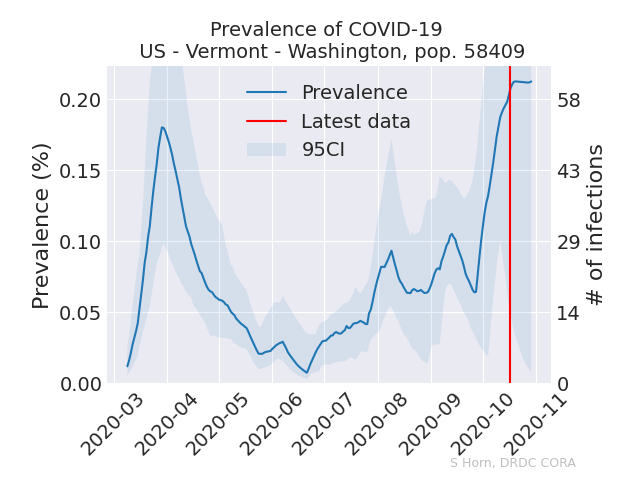 Prevalence of COVID-19
US - Vermont - Washington, pop. 58409
Prevalence
Latest data
95CI
Prevalence (%)
0.20
0.15
0.10
0.05
0.00
58
43
29
14
0
# of infections
2020-03
2020-04
2020-05
2020-06
2020-07
2020-08
2020-09
2020-10
2020-11
S Horn, DRDC CORA